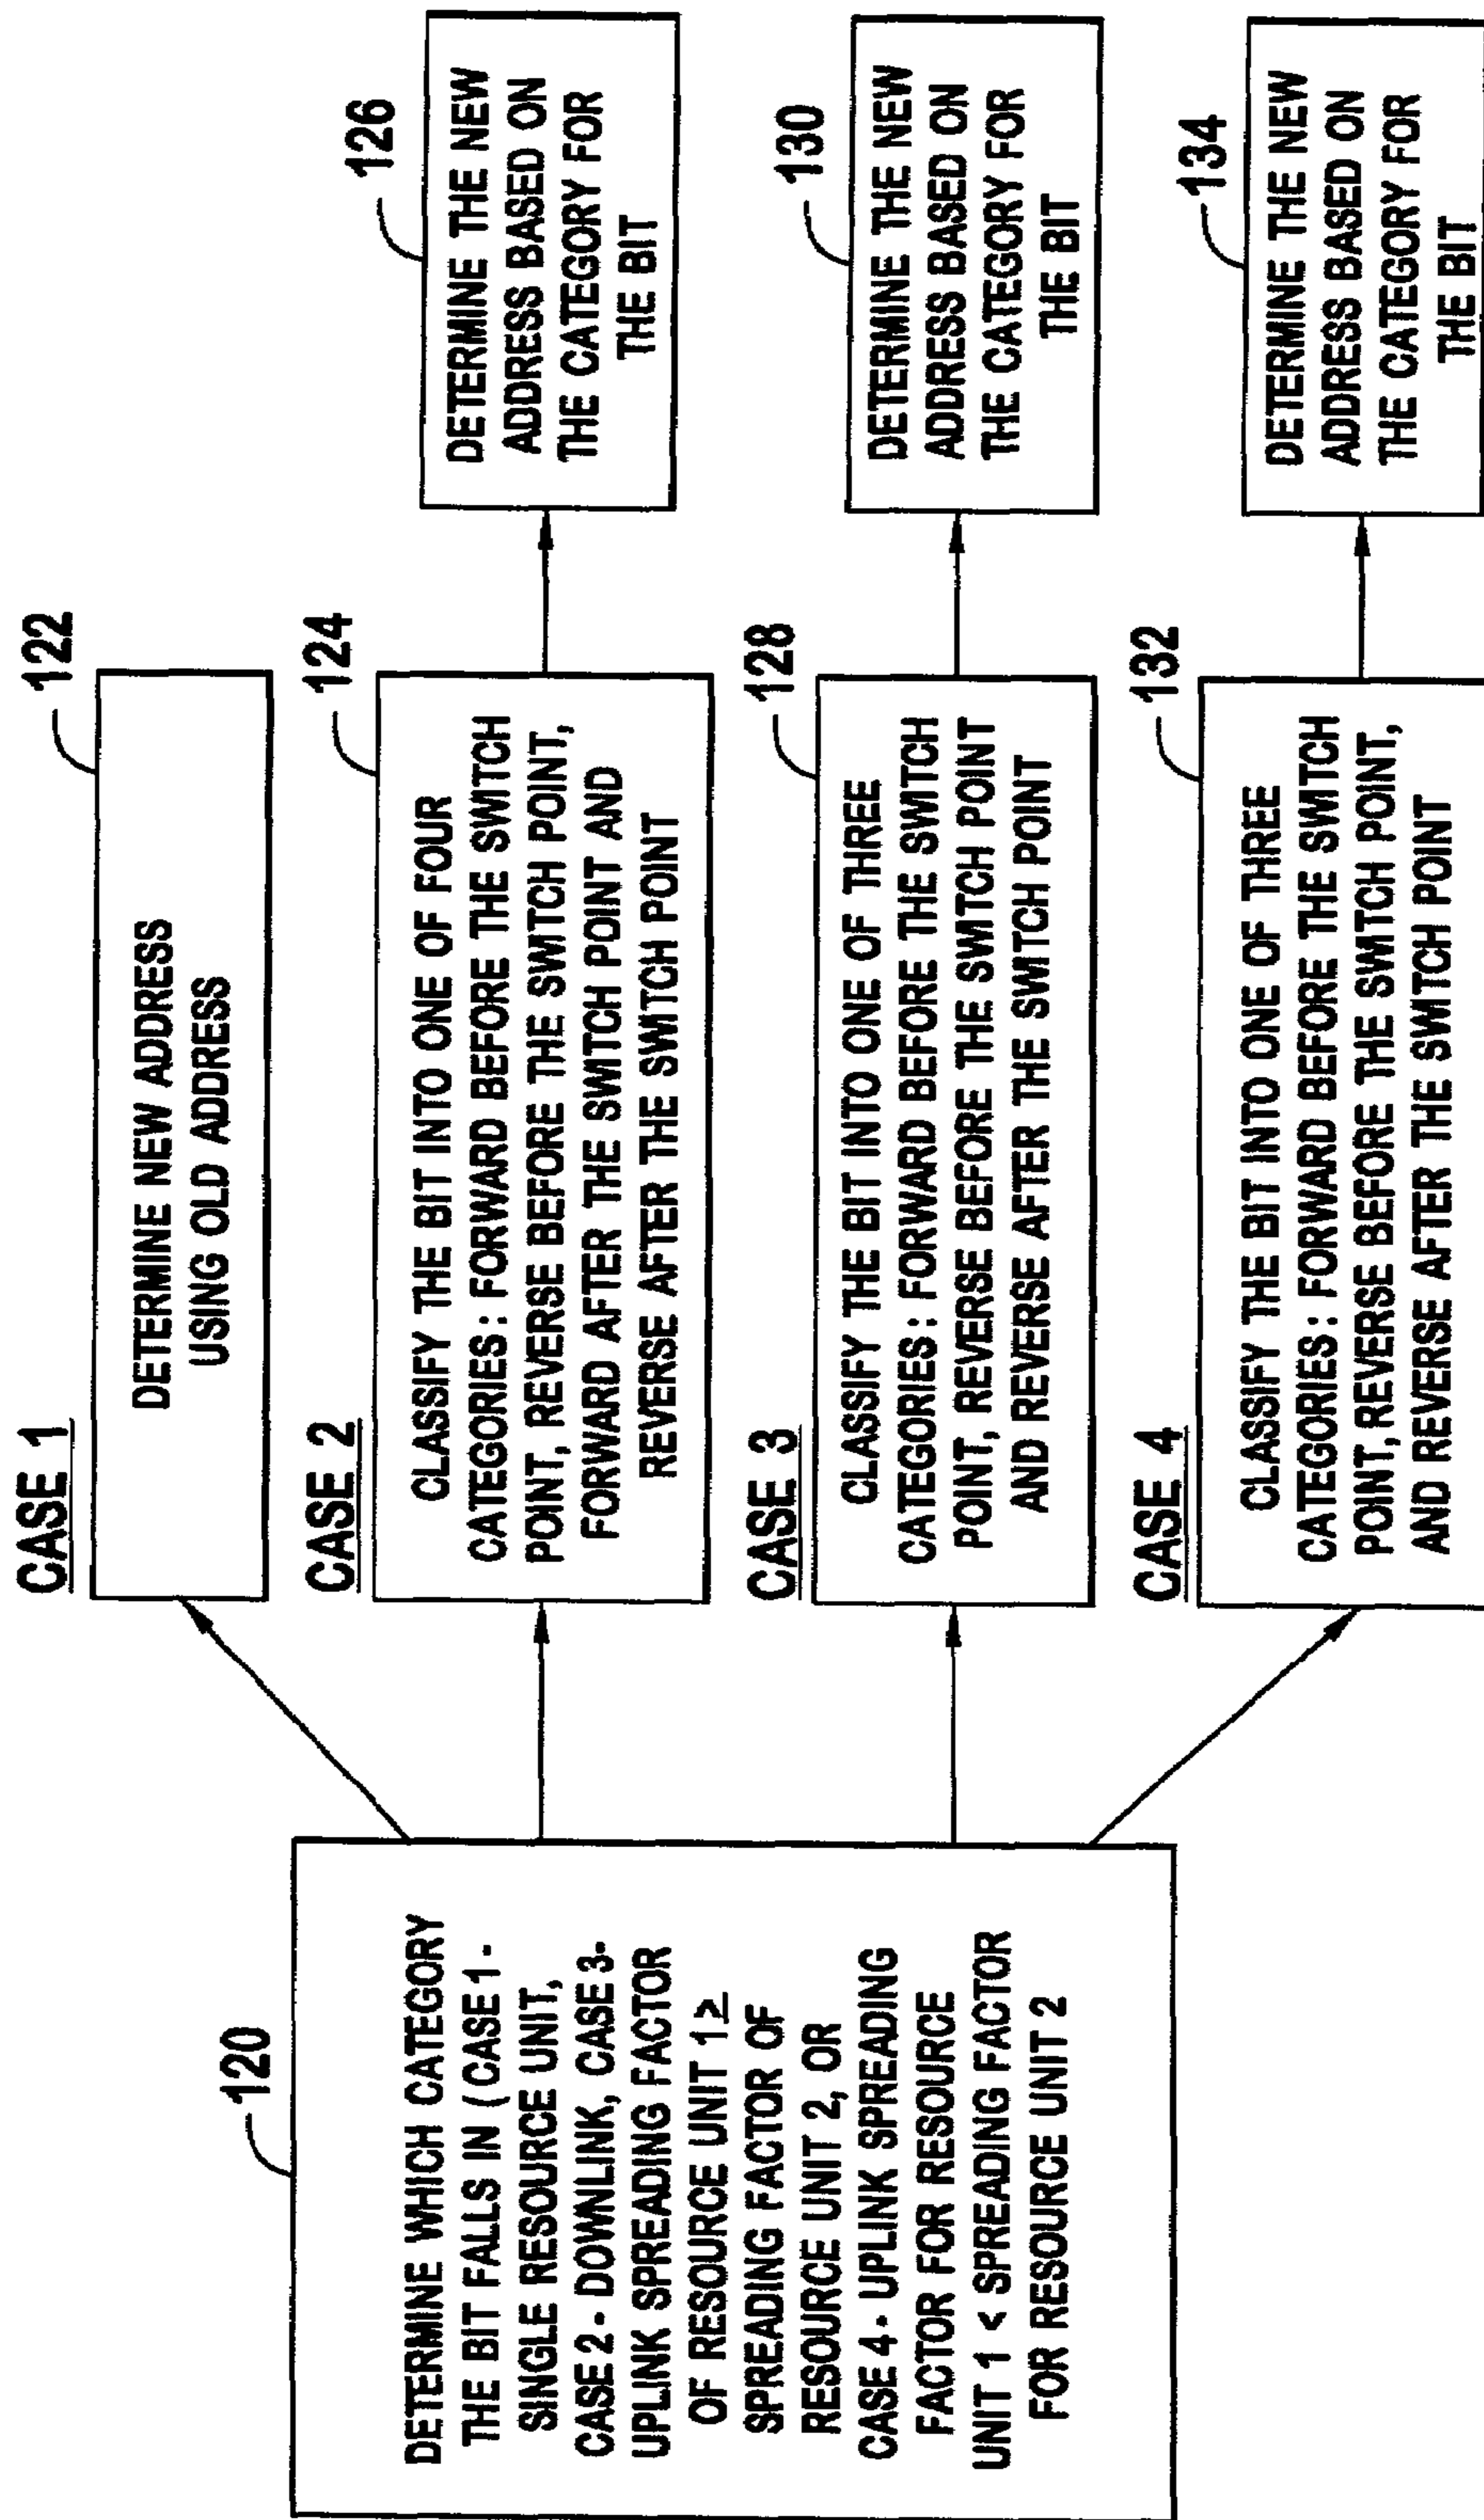 120
DETERMINE WHICH CATEGORY
THE BIT FALLS IN (CASE 1-
SINGLE RESOURCE UNIT,
CASE 2 - DOWNLINK, CASE 3-
UPLINK SPREADING FACTOR
OF RESOURCE UNIT 1 ≥
SPREADING FACTOR OF
RESOURCE UNIT 2, OR
CASE 4 - UPLINK SPREADING
FACTOR FOR RESOURCE
UNIT 1 < SPREADING FACTOR
FOR RESOURCE UNIT 2
CASE 1
122
DETERMINE NEW ADDRESS
USING OLD ADDRESS
CASE 2
124
CLASSIFY THE BIT INTO ONE OF FOUR
CATEGORIES: FORWARD BEFORE THE SWITCH
POINT, REVERSE BEFORE THE SWITCH POINT,
FORWARD AFTER THE SWITCH POINT AND
REVERSE AFTER THE SWITCH POINT
126
DETERMINE THE NEW
ADDRESS BASED ON
THE CATEGORY FOR
THE BIT
CASE 3
128
CLASSIFY THE BIT INTO ONE OF THREE
CATEGORIES: FORWARD BEFORE THE SWITCH
POINT, REVERSE BEFORE THE SWITCH POINT
AND REVERSE AFTER THE SWITCH POINT
130
DETERMINE THE NEW
ADDRESS BASED ON
THE CATEGORY FOR
THE BIT
CASE 4
132
CLASSIFY THE BIT INTO ONE OF THREE
CATEGORIES: FORWARD BEFORE THE SWITCH
POINT, REVERSE BEFORE THE SWITCH POINT,
AND REVERSE AFTER THE SWITCH POINT
134
DETERMINE THE NEW
ADDRESS BASED ON
THE CATEGORY FOR
THE BIT